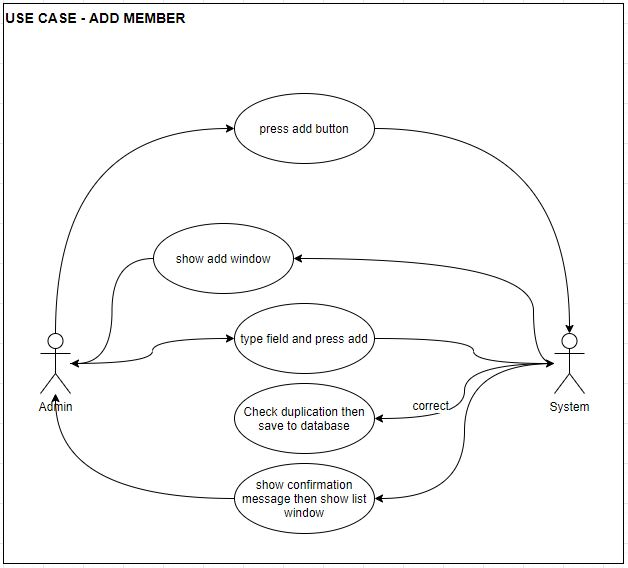 USE CASE - ADD MEMBER
press add button
show add window
type field and press add
Admin
System
correct
Check duplication then
save to database
show confirmation
message then show list
window